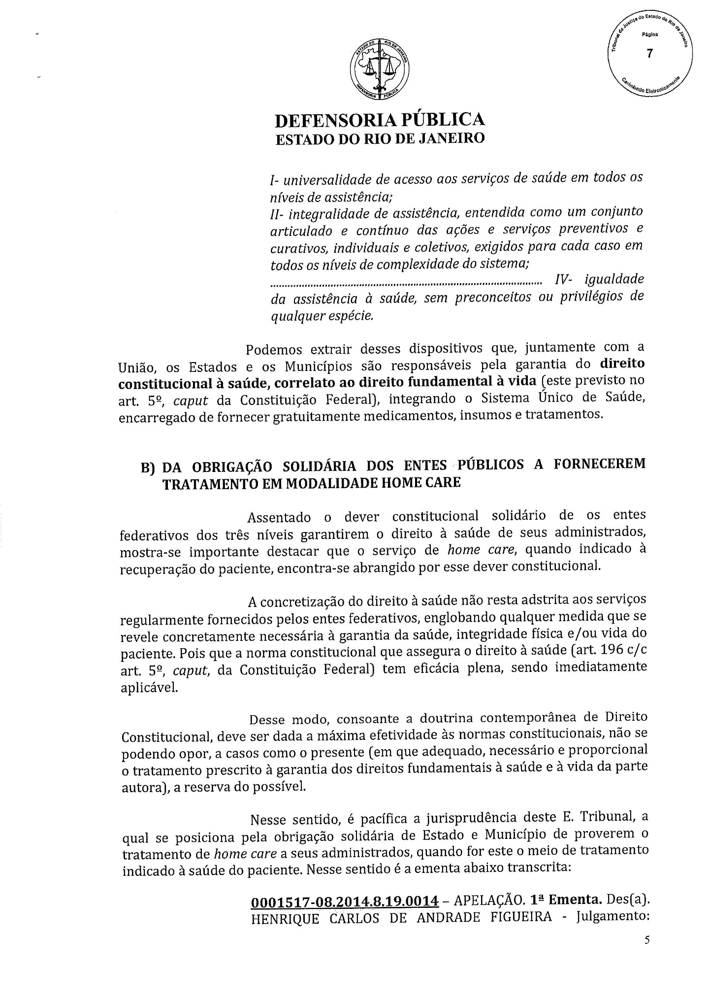 Tribunal de Justiça do Estado do Rio de Janeiro
Página
7
Carimbado Eletronicamente
ESTADO DO RIO DE JANEIRO
DEFENSORIA PÚBLICA
DEFENSORIA PÚBLICA
ESTADO DO RIO DE JANEIRO
I- universalidade de acesso aos serviços de saúde em todos os
níveis de assistência;
II- integralidade de assistência, entendida como um conjunto
articulado e contínuo das ações e serviços preventivos e
curativos, individuais e coletivos, exigidos para cada caso em
todos os níveis de complexidade do sistema;
................................................................................................ IV- igualdade
da assistência à saúde, sem preconceitos ou privilégios de
qualquer espécie.
Podemos extrair desses dispositivos que, juntamente com a
União, os Estados e os Municípios são responsáveis pela garantia do direito
constitucional à saúde, correlato ao direito fundamental à vida (este previsto no
art. 5º, caput da Constituição Federal), integrando o Sistema Único de Saúde,
encarregado de fornecer gratuitamente medicamentos, insumos e tratamentos.
B) DA OBRIGAÇÃO SOLIDÁRIA DOS ENTES PÚBLICOS A FORNECEREM
TRATAMENTO EM MODALIDADE HOME CARE
Assentado o dever constitucional solidário de os entes
federativos dos três níveis garantirem o direito à saúde de seus administrados,
mostra-se importante destacar que o serviço de home care, quando indicado à
recuperação do paciente, encontra-se abrangido por esse dever constitucional.
A concretização do direito à saúde não resta adstrita aos serviços
regularmente fornecidos pelos entes federativos, englobando qualquer medida que se
revele concretamente necessária à garantia da saúde, integridade física e/ou vida do
paciente. Pois que a norma constitucional que assegura o direito à saúde (art. 196 c/c
art. 5º, caput, da Constituição Federal) tem eficácia plena, sendo imediatamente
aplicável.
Desse modo, consoante a doutrina contemporânea de Direito
Constitucional, deve ser dada a máxima efetividade às normas constitucionais, não se
podendo opor, a casos como o presente (em que adequado, necessário e proporcional
o tratamento prescrito à garantia dos direitos fundamentais à saúde e à vida da parte
autora), a reserva do possível.
Nesse sentido, é pacífica a jurisprudência deste E. Tribunal, a
qual se posiciona pela obrigação solidária de Estado e Município de proverem o
tratamento de home care a seus administrados, quando for este o meio de tratamento
indicado à saúde do paciente. Nesse sentido é a ementa abaixo transcrita:
0001517-08.2014.8.19.0014 – APELAÇÃO. 1ª Ementa. Des(a).
HENRIQUE CARLOS DE ANDRADE FIGUEIRA - Julgamento:
5